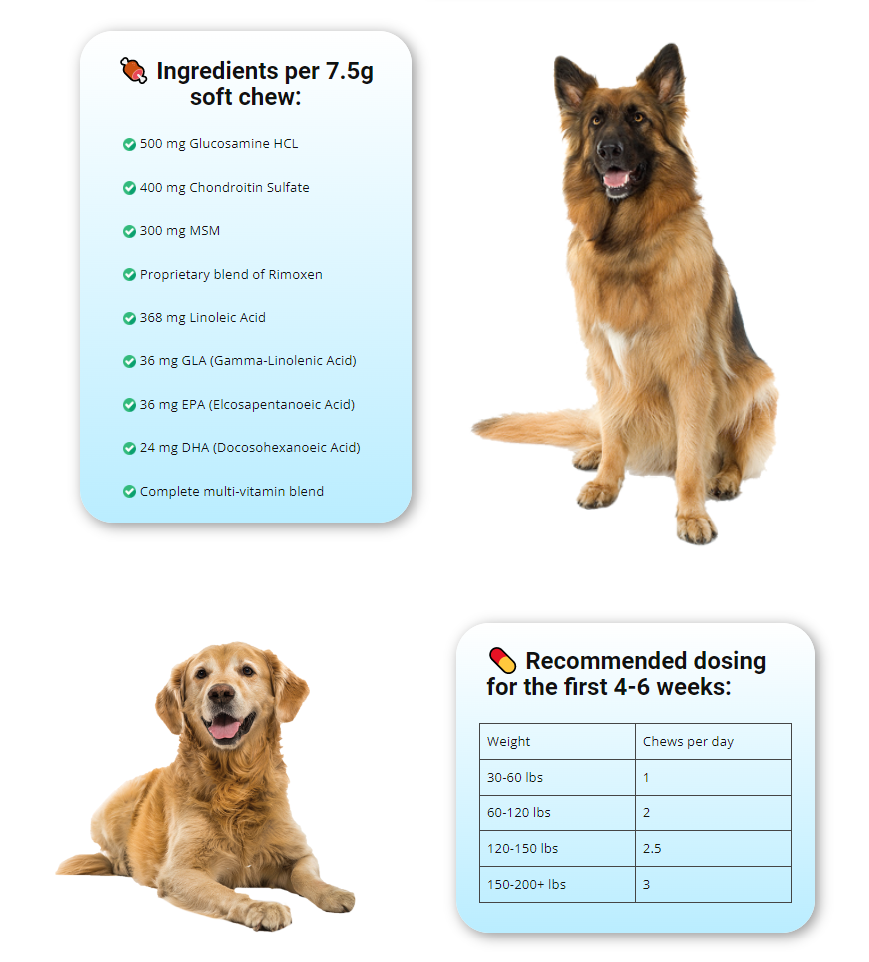 Ingredients per 7.5g
soft chew:
500 mg Glucosamine HCL
400 mg Chondroitin Sulfate
300 mg MSM
Proprietary blend of Rimoxen
368 mg Linoleic Acid
36 mg GLA (Gamma-Linolenic Acid)
36 mg EPA (Elcosapentanoeic Acid)
24 mg DHA (Docosohexanoeic Acid)
Complete multi-vitamin blend
Recommended dosing
for the first 4-6 weeks:
Weight Chews per day
30-60 lbs 1
60-120 lbs 2
120-150 lbs 2.5
150-200+ lbs 3